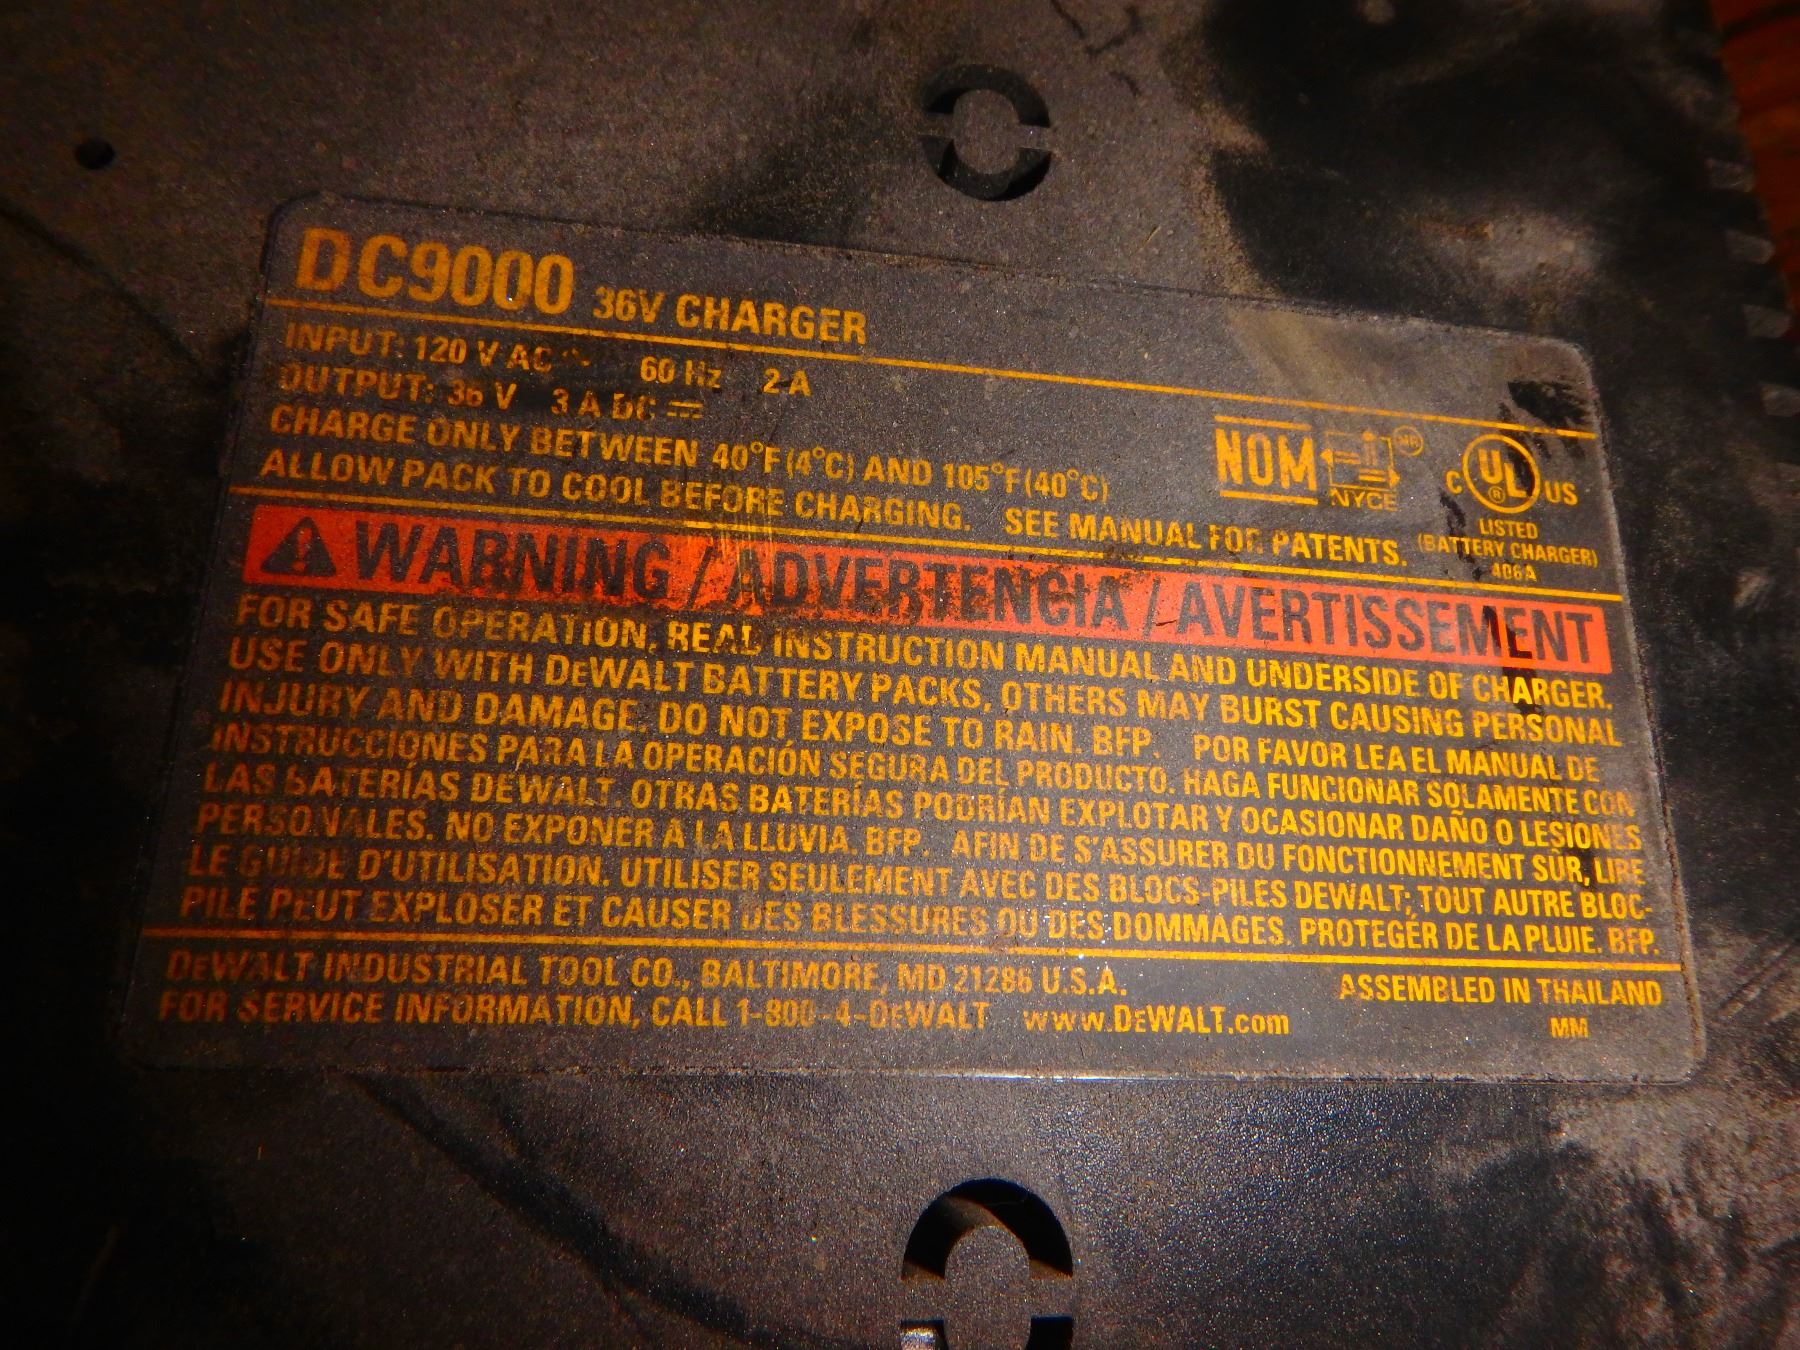 DC9000 36V CHARGER
INPUT: 120 V AC ~ 60 Hz 2 A
OUTPUT: 36 V 3 A DC ⎓
CHARGE ONLY BETWEEN 40°F (4°C) AND 105°F (40°C)
ALLOW PACK TO COOL BEFORE CHARGING. SEE MANUAL FOR PATENTS.
NOM
NYCE
C UL ® US
LISTED
(BATTERY CHARGER)
406A
WARNING / ADVERTENCIA / AVERTISSEMENT
FOR SAFE OPERATION, READ INSTRUCTION MANUAL AND UNDERSIDE OF CHARGER.
USE ONLY WITH DEWALT BATTERY PACKS, OTHERS MAY BURST CAUSING PERSONAL
INJURY AND DAMAGE. DO NOT EXPOSE TO RAIN. BFP. POR FAVOR LEA EL MANUAL DE
INSTRUCCIONES PARA LA OPERACIÓN SEGURA DEL PRODUCTO. HAGA FUNCIONAR SOLAMENTE CON
LAS BATERÍAS DEWALT. OTRAS BATERÍAS PODRÍAN EXPLOTAR Y OCASIONAR DAÑO O LESIONES
PERSONALES. NO EXPONER A LA LLUVIA. BFP. AFIN DE S'ASSURER DU FONCTIONNEMENT SÛR, LIRE
LE GUIDE D'UTILISATION. UTILISER SEULEMENT AVEC DES BLOCS-PILES DEWALT; TOUT AUTRE BLOC-
PILE PEUT EXPLOSER ET CAUSER DES BLESSURES OU DES DOMMAGES. PROTEGER DE LA PLUIE. BFP.
DEWALT INDUSTRIAL TOOL CO., BALTIMORE, MD 21286 U.S.A.
FOR SERVICE INFORMATION, CALL 1-800-4-DEWALT www.DEWALT.com
ASSEMBLED IN THAILAND
MM